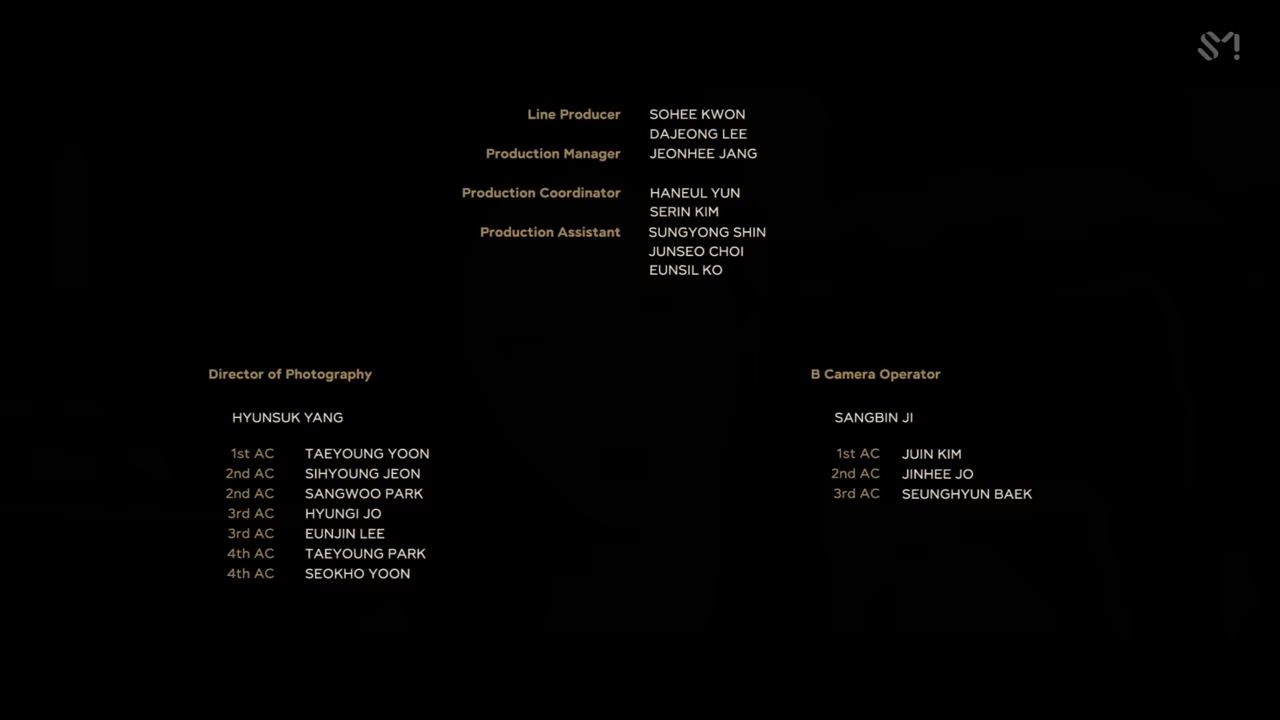 SM!
Line Producer SOHEE KWON
DAJEONG LEE
Production Manager JEONHEE JANG
Production Coordinator HANEUL YUN
SERIN KIM
Production Assistant SUNGYONG SHIN
JUNSEO CHOI
EUNSIL KO
Director of Photography
HYUNSUK YANG
1st AC TAEYOUNG YOON
2nd AC SIHYOUNG JEON
2nd AC SANGWOO PARK
3rd AC HYUNGI JO
3rd AC EUNJIN LEE
4th AC TAEYOUNG PARK
4th AC SEOKHO YOON
B Camera Operator
SANGBIN JI
1st AC JUIN KIM
2nd AC JINHEE JO
3rd AC SEUNGHYUN BAEK